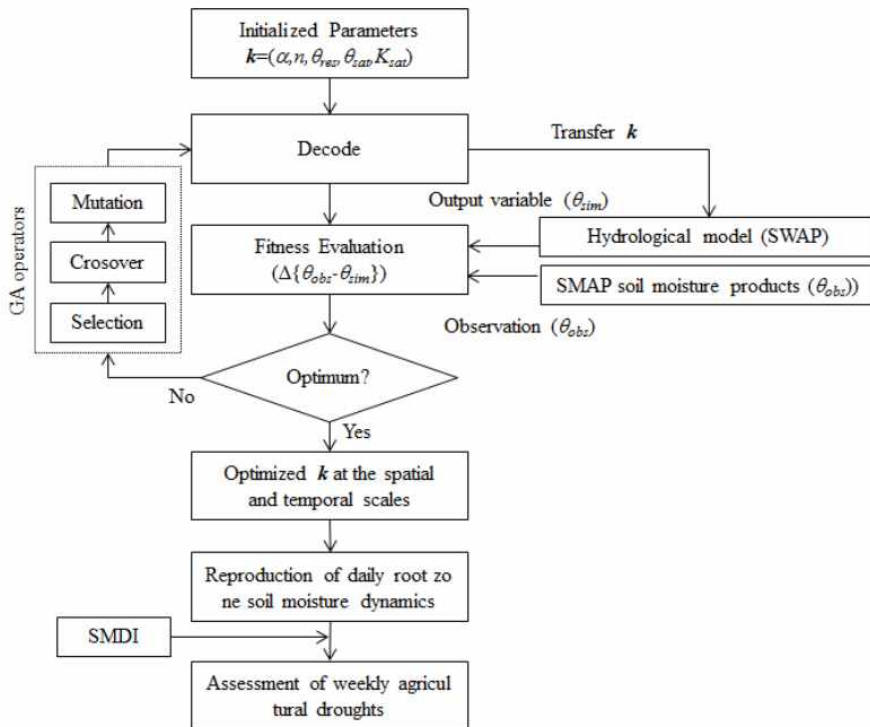 Initialized Parameters
k=(α,n,θres,θsat,Ksat)
Decode
Transfer k
Mutation
Crosover
Selection
GA operators
Output variable (θsim)
Fitness Evaluation
(Δ{θobs-θsim})
Hydrological model (SWAP)
SMAP soil moisture products (θobs))
Observation (θobs)
Optimum?
No
Yes
Optimized k at the spatial
and temporal scales
Reproduction of daily root zo
ne soil moisture dynamics
SMDI
Assessment of weekly agricul
tural droughts